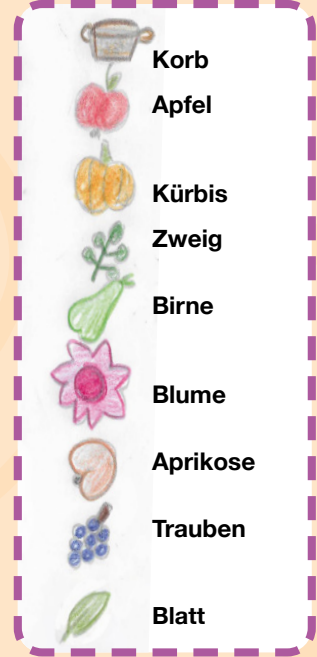 Korb
Apfel
Kürbis
Zweig
Birne
Blume
Aprikose
Trauben
Blatt